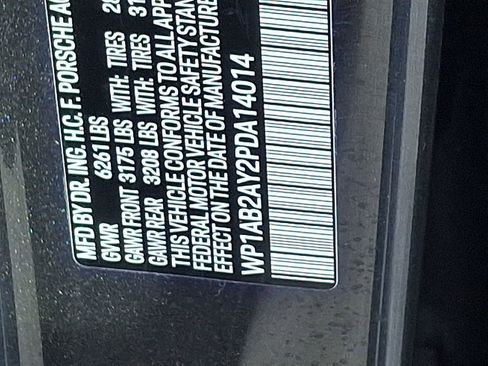 MFD BY DR. ING. H.C. F. PORSCHE AG
GVWR 6261 LBS
GAWR FRONT 3175 LBS WITH: TIRES
GAWR REAR 3208 LBS WITH: TIRES
THIS VEHICLE CONFORMS TO ALL APP
FEDERAL MOTOR VEHICLE SAFETY STAN
EFFECT ON THE DATE OF MANUFACTURE
WP1AB2AY2PDA14014